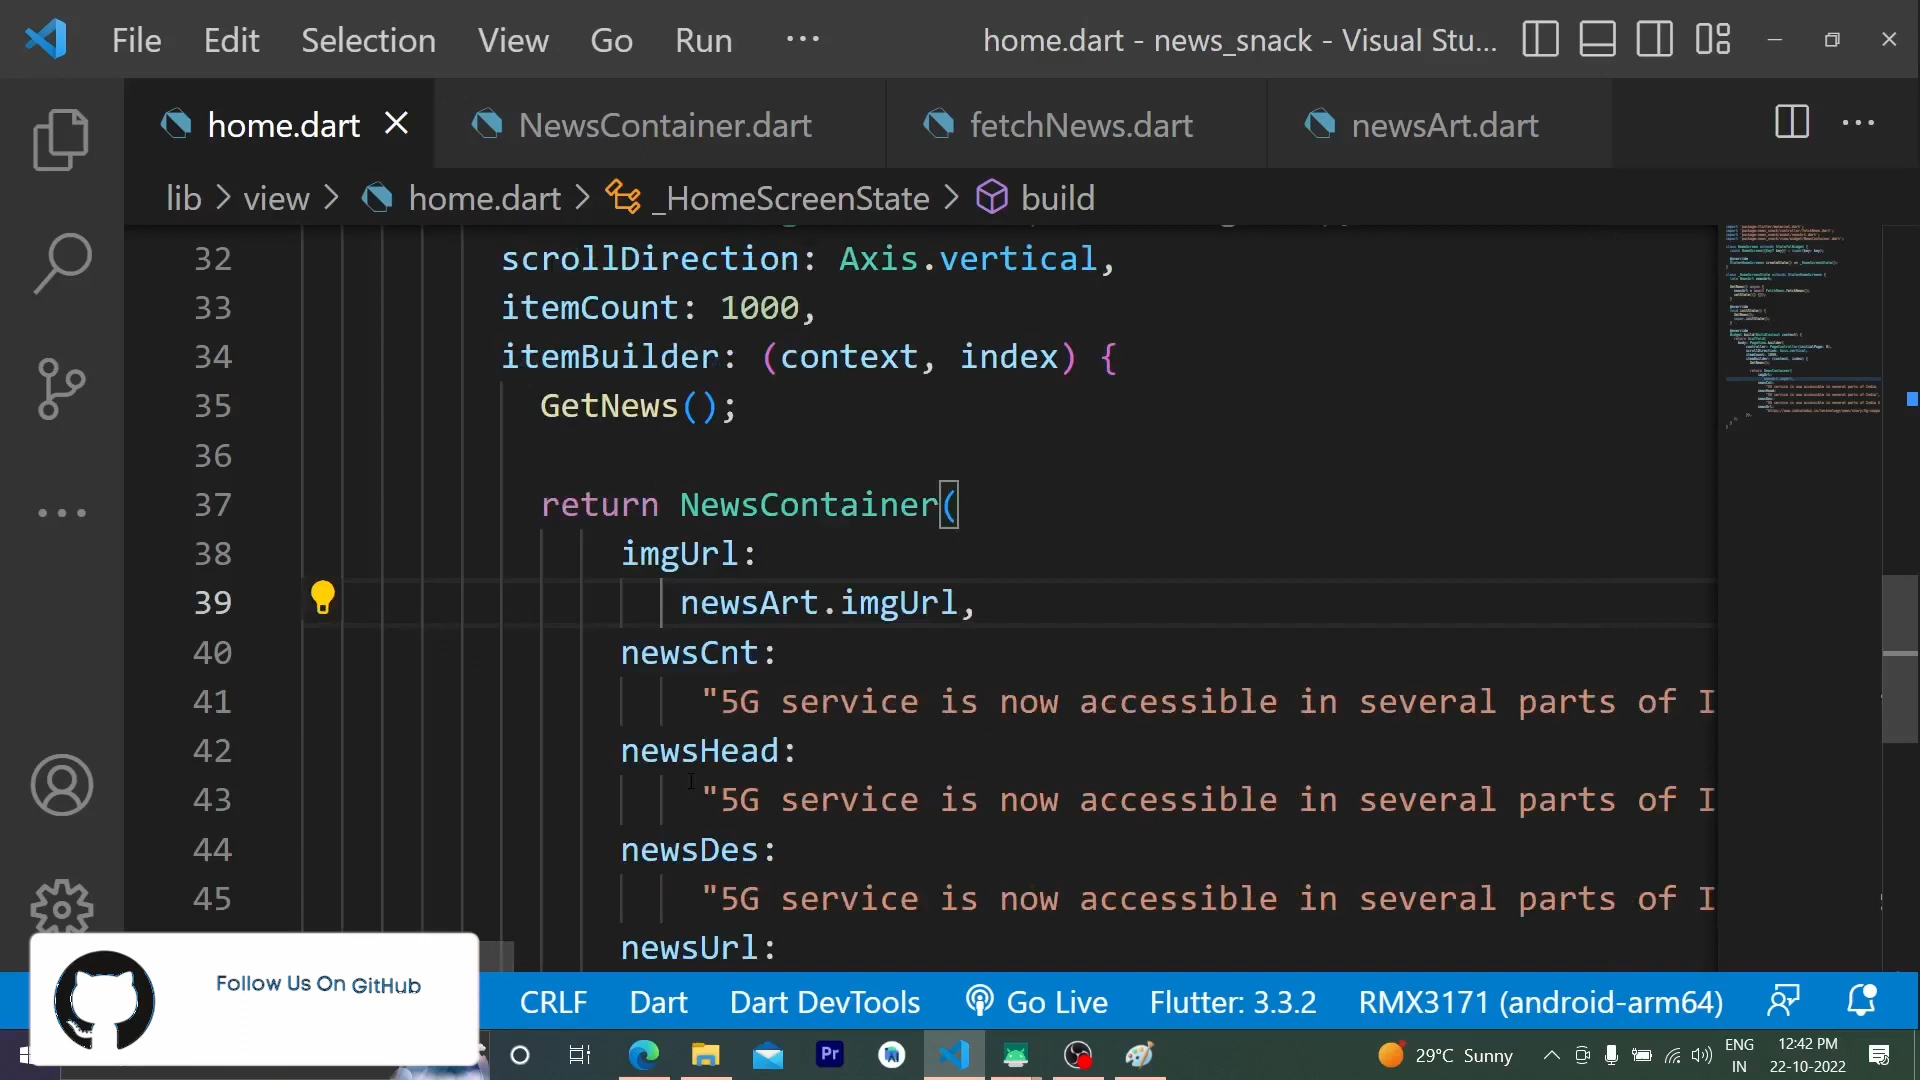 File Edit Selection View Go Run ··· home.dart - news_snack - Visual Stu...
home.dart NewsContainer.dart fetchNews.dart newsArt.dart
lib > view > home.dart > _HomeScreenState > build
32 scrollDirection: Axis.vertical,
33 itemCount: 1000,
34 itemBuilder: (context, index) {
35 GetNews();
36
37 return NewsContainer(
38 imgUrl:
39 newsArt.imgUrl,
40 newsCnt:
41 "5G service is now accessible in several parts of I
42 newsHead:
43 "5G service is now accessible in several parts of I
44 newsDes:
45 "5G service is now accessible in several parts of I
newsUrl:
Follow Us On GitHub
CRLF Dart Dart DevTools Go Live Flutter: 3.3.2 RMX3171 (android-arm64)
Pr
29°C Sunny
ENG
IN
12:42 PM
22-10-2022